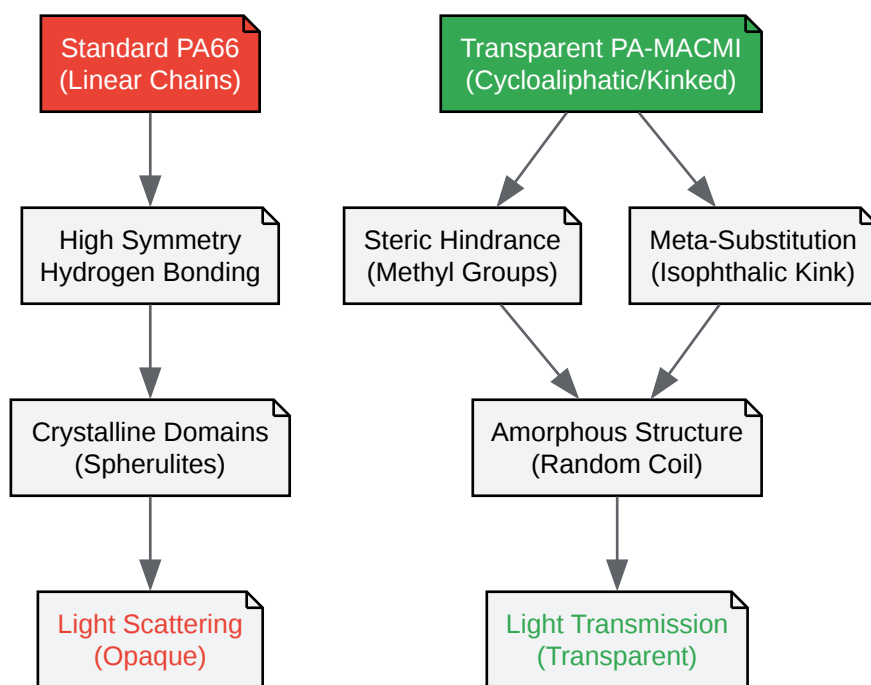 Standard PA66
(Linear Chains)
Transparent PA-MACMI
(Cycloaliphatic/Kinked)
High Symmetry
Hydrogen Bonding
Steric Hindrance
(Methyl Groups)
Meta-Substitution
(Isophthalic Kink)
Crystalline Domains
(Spherulites)
Amorphous Structure
(Random Coil)
Light Scattering
(Opaque)
Light Transmission
(Transparent)